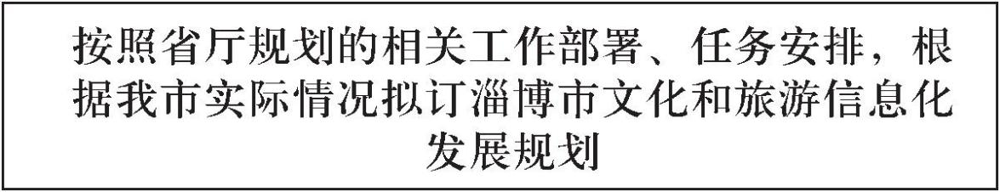 按照省厅规划的相关工作部署、任务安排，根
据我市实际情况拟订淄博市文化和旅游信息化
发展规划